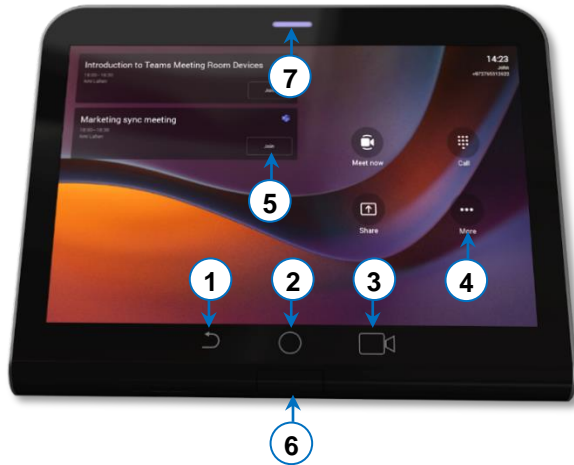 7
Introduction to Teams Meeting Room Devices
Join
14:23
John
Marketing sync meeting
Join
5
Meet now
Call
Share
More
4
1
2
3
6